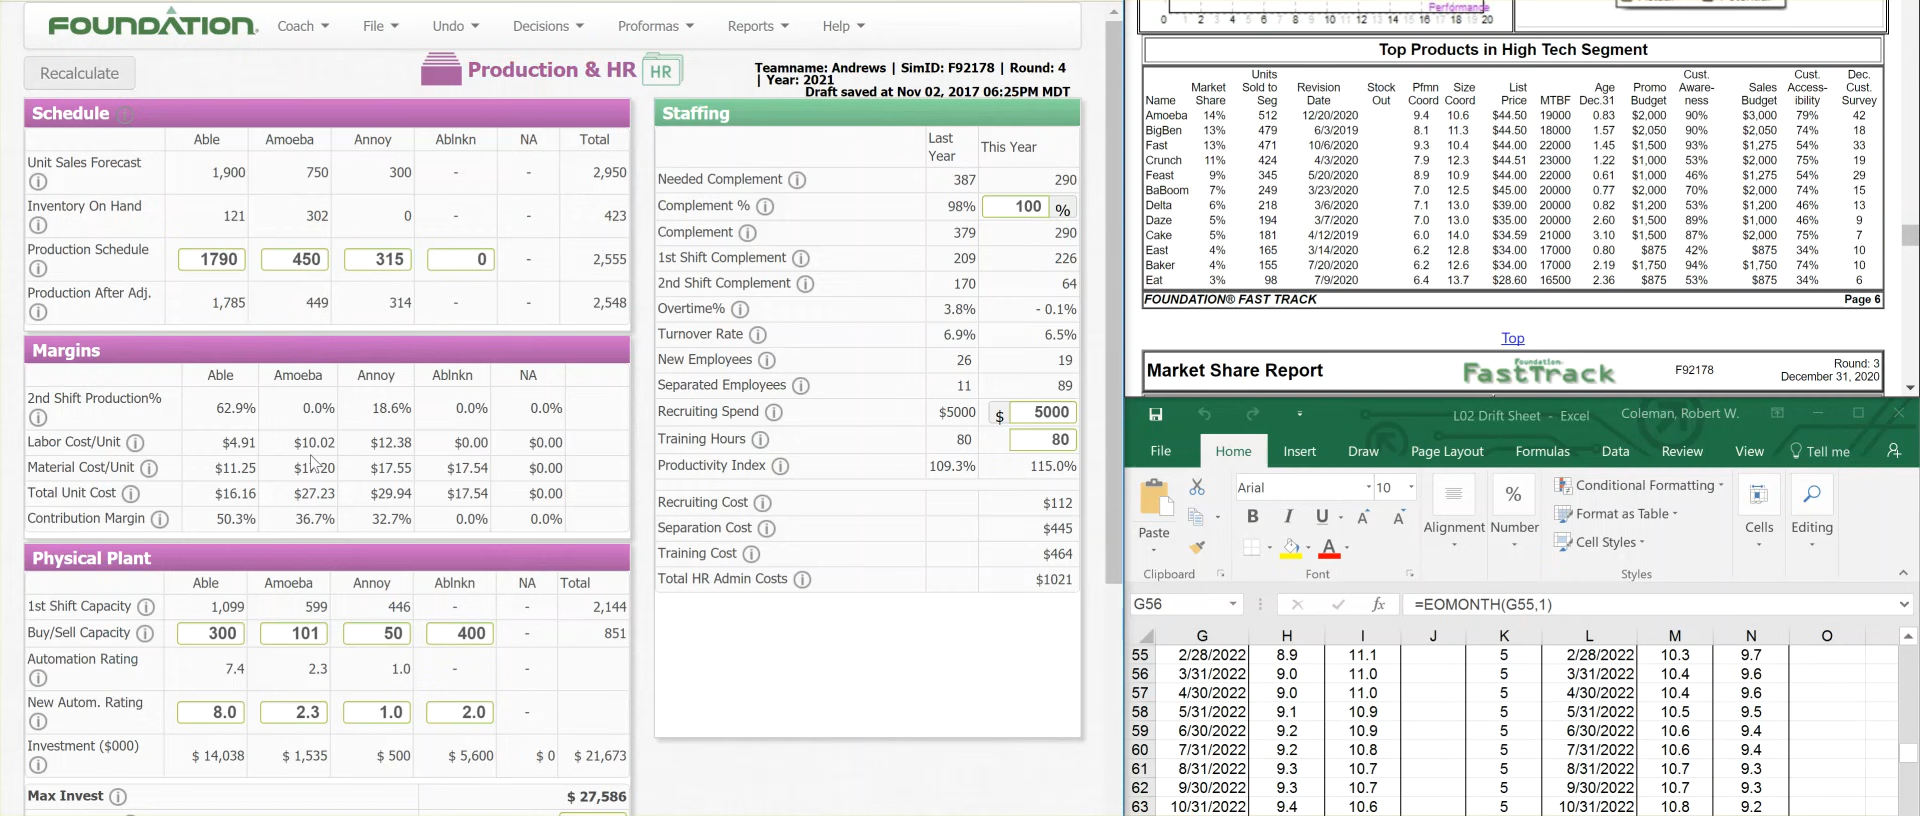 FOUNDATION
Coach File Undo Decisions Proformas Reports Help
Recalculate
Production & HR HR
Teamname: Andrews | SimID: F92178 | Round: 4
| Year: 2021
Draft saved at Nov 02, 2017 06:25PM MDT
Schedule
Able Amoeba Annoy Ablnkn NA Total
Unit Sales Forecast 1,900 750 300 - - 2,950
Inventory On Hand 121 302 0 - - 423
Production Schedule 1790 450 315 0 - 2,555
Production After Adj. 1,785 449 314 - - 2,548
Margins
Able Amoeba Annoy Ablnkn NA
2nd Shift Production% 62.9% 0.0% 18.6% 0.0% 0.0%
Labor Cost/Unit $4.91 $10.02 $12.38 $0.00 $0.00
Material Cost/Unit $11.25 $17.55 $17.54 $0.00
Total Unit Cost $16.16 $27.23 $29.94 $17.54 $0.00
Contribution Margin 50.3% 36.7% 32.7% 0.0% 0.0%
Physical Plant
Able Amoeba Annoy Ablnkn NA Total
1st Shift Capacity 1,099 599 446 - - 2,144
Buy/Sell Capacity 300 101 50 400 - 851
Automation Rating 7.4 2.3 1.0 - -
New Autom. Rating 8.0 2.3 1.0 2.0 -
Investment ($000) $ 14,038 $ 1,535 $ 500 $ 5,600 $ 0 $ 21,673
Max Invest $ 27,586
Staffing
Last Year This Year
Needed Complement 387 290
Complement % 98% 100 %
Complement 379 290
1st Shift Complement 209 226
2nd Shift Complement 170 64
Overtime% 3.8% - 0.1%
Turnover Rate 6.9% 6.5%
New Employees 26 19
Separated Employees 11 89
Recruiting Spend $5000 $ 5000
Training Hours 80 80
Productivity Index 109.3% 115.0%
Recruiting Cost $112
Separation Cost $445
Training Cost $464
Total HR Admin Costs $1021
Performance
0 1 2 3 4 5 6 7 8 9 10 11 12 13 14 15 16 17 18 19 20
Top Products in High Tech Segment
Name Market Share Units Sold to Seg Revision Date Stock Out Pfmn Coord Size Coord List Price MTBF Age Dec.31 Promo Budget Cust. Aware-ness Sales Budget Cust. Access-ibility Dec. Cust. Survey
Amoeba 14% 512 12/20/2020 9.4 10.6 $44.50 19000 0.83 $2,000 90% $3,000 79% 42
BigBen 13% 479 6/3/2019 8.1 11.3 $44.50 18000 1.57 $2,050 90% $2,050 74% 18
Fast 13% 471 10/6/2020 9.3 10.4 $44.00 22000 1.45 $1,500 93% $1,275 54% 33
Crunch 11% 424 4/3/2020 7.9 12.3 $44.51 23000 1.22 $1,000 53% $2,000 75% 19
Feast 9% 345 5/20/2020 8.9 10.9 $44.00 22000 0.61 $1,000 46% $1,275 54% 29
BaBoom 7% 249 3/23/2020 7.0 12.5 $45.00 20000 0.77 $2,000 70% $2,000 74% 15
Delta 6% 218 3/6/2020 7.1 13.0 $39.00 20000 0.82 $1,200 53% $1,200 46% 13
Daze 5% 194 3/7/2020 7.0 13.0 $35.00 20000 2.60 $1,500 89% $1,000 46% 9
Cake 5% 181 4/12/2019 6.0 14.0 $34.59 21000 3.10 $1,500 87% $2,000 75% 7
East 4% 165 3/14/2020 6.2 12.8 $34.00 17000 0.80 $875 42% $875 34% 10
Baker 4% 155 7/20/2020 6.2 12.6 $34.00 17000 2.19 $1,750 94% $1,750 74% 10
Eat 3% 98 7/9/2020 6.4 13.7 $28.60 16500 2.36 $875 53% $875 34% 6
FOUNDATION® FAST TRACK Page 6
Top
Market Share Report Foundation FastTrack F92178 Round: 3
December 31, 2020
L02 Drift Sheet - Excel Coleman, Robert W.
File Home Insert Draw Page Layout Formulas Data Review View Tell me
Paste Arial 10 B I U A A A Alignment % Number Conditional Formatting Format as Table Cell Styles Cells Editing
Clipboard Font Styles
G56 fx =EOMONTH(G55,1)
G H I J K L M N O
55 2/28/2022 8.9 11.1 5 2/28/2022 10.3 9.7
56 3/31/2022 9.0 11.0 5 3/31/2022 10.4 9.6
57 4/30/2022 9.0 11.0 5 4/30/2022 10.4 9.6
58 5/31/2022 9.1 10.9 5 5/31/2022 10.5 9.5
59 6/30/2022 9.2 10.9 5 6/30/2022 10.6 9.4
60 7/31/2022 9.2 10.8 5 7/31/2022 10.6 9.4
61 8/31/2022 9.3 10.7 5 8/31/2022 10.7 9.3
62 9/30/2022 9.3 10.7 5 9/30/2022 10.7 9.3
63 10/31/2022 9.4 10.6 5 10/31/2022 10.8 9.2